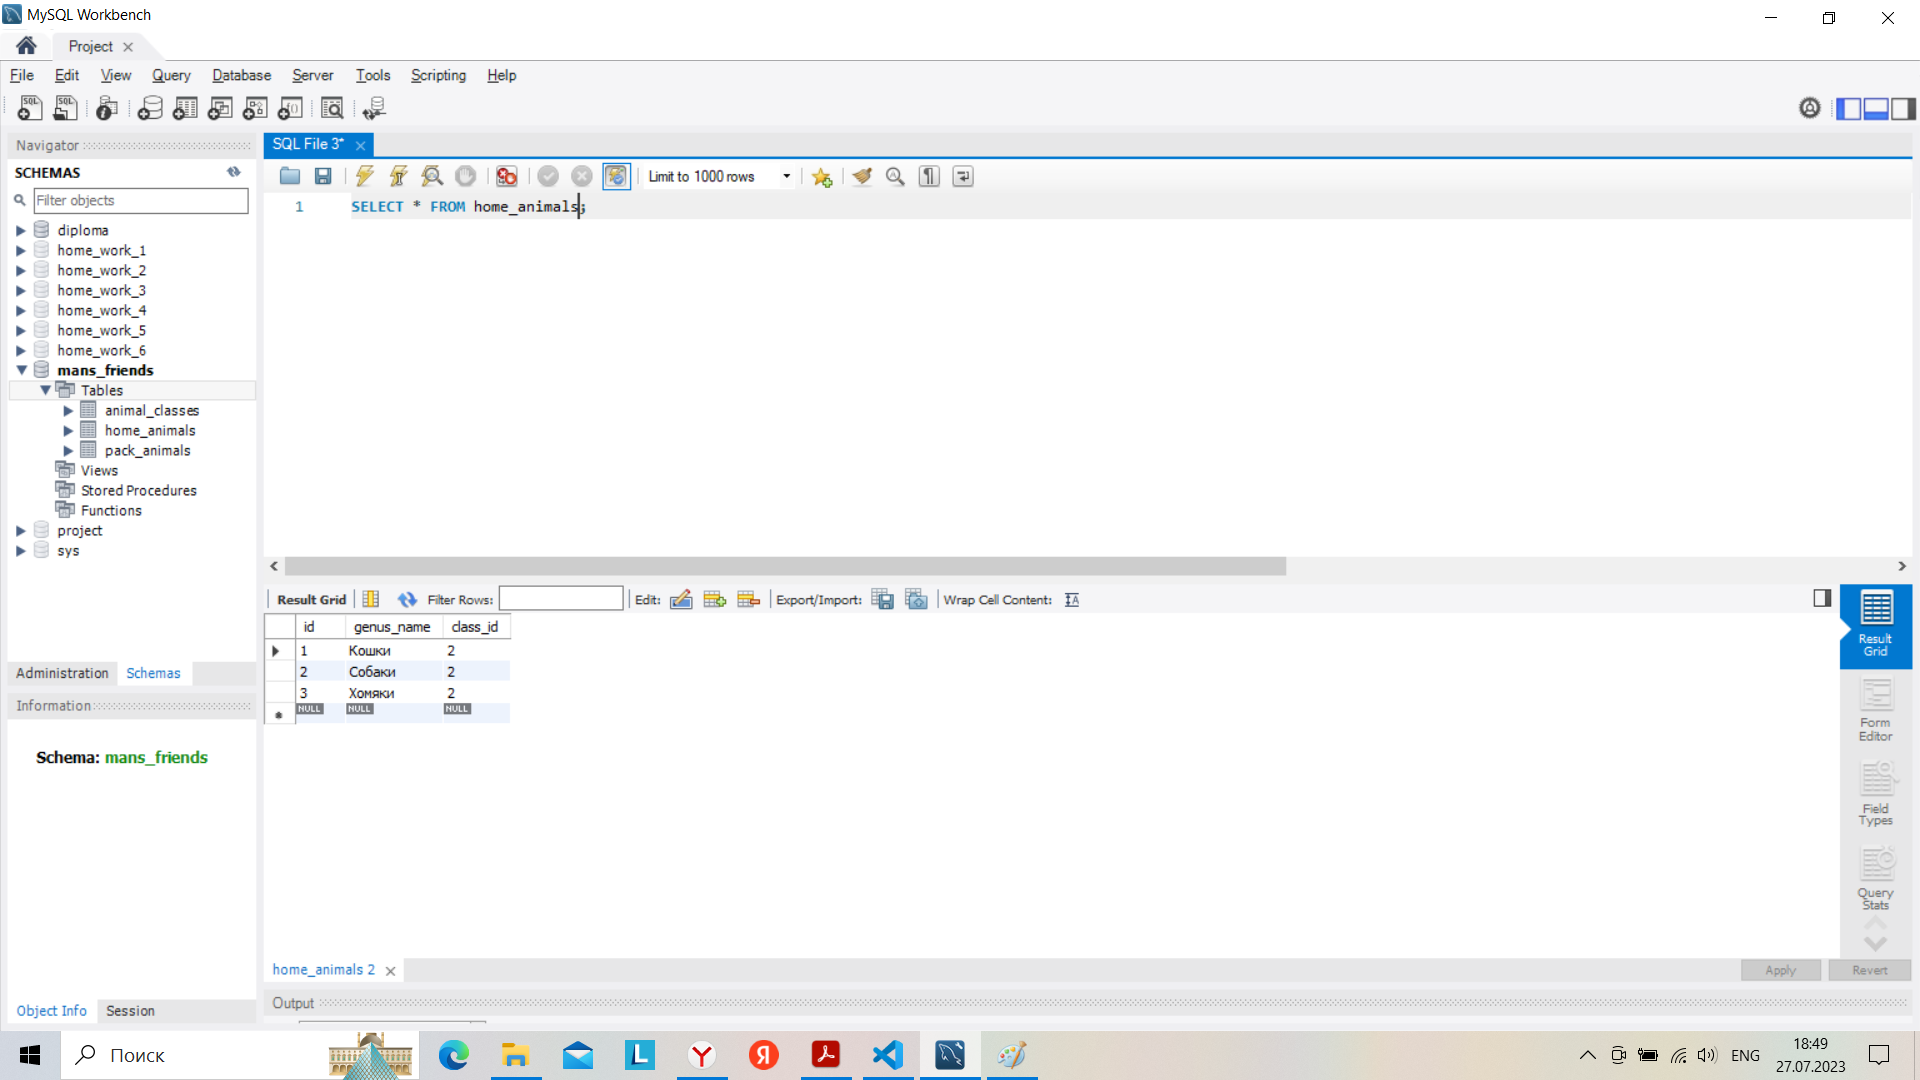 MySQL Workbench
Project
File Edit View Query Database Server Tools Scripting Help
Navigator
SCHEMAS
Filter objects
diploma
home_work_1
home_work_2
home_work_3
home_work_4
home_work_5
home_work_6
mans_friends
Tables
animal_classes
home_animals
pack_animals
Views
Stored Procedures
Functions
project
sys
Administration Schemas
Information
Schema: mans_friends
Object Info Session
SQL File 3*
Limit to 1000 rows
1 SELECT * FROM home_animals;
Result Grid Filter Rows: Edit: Export/Import: Wrap Cell Content:
id genus_name class_id
1 Кошки 2
2 Собаки 2
3 Хомяки 2
NULL NULL NULL
Result Grid
Form Editor
Field Types
Query Stats
home_animals 2
Apply Revert
Output
Поиск
ENG
18:49
27.07.2023